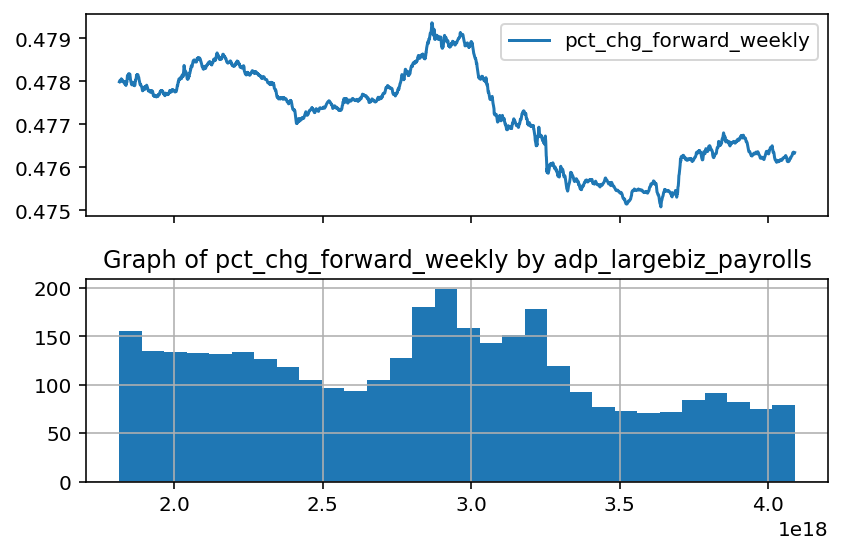 0.479
0.478
0.477
0.476
0.475
pct_chg_forward_weekly
Graph of pct_chg_forward_weekly by adp_largebiz_payrolls
200
150
100
50
0
2.0 2.5 3.0 3.5 4.0
1e18